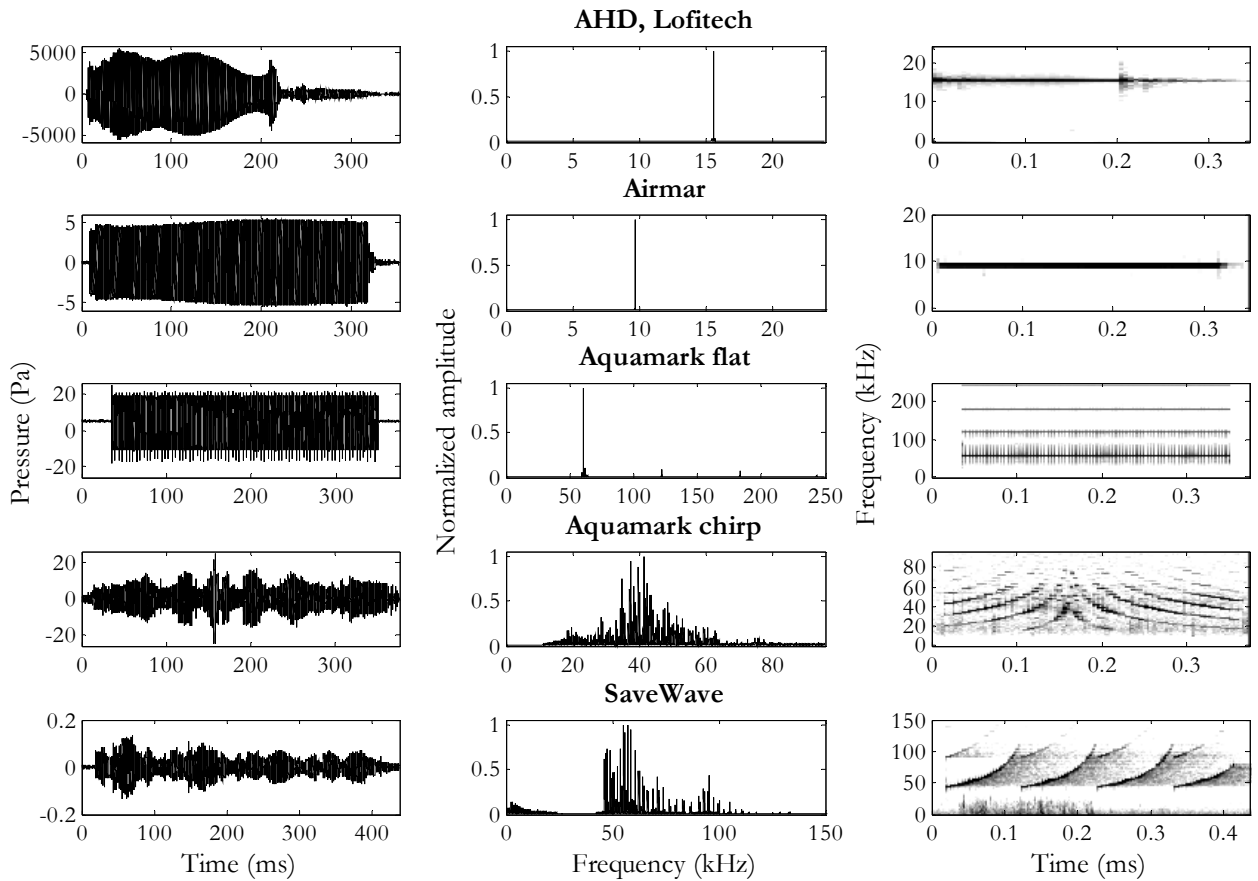 AHD, Lofitech
5000
0
-5000
0 100 200 300
1
0.5
0
0 5 10 15 20
20
10
0
0 0.1 0.2 0.3
Airmar
5
0
-5
0 100 200 300
1
0.5
0
0 5 10 15 20
20
10
0
0 0.1 0.2 0.3
Aquamark flat
20
0
-20
0 100 200 300
1
0.5
0
0 50 100 150 200 250
200
100
0
0 0.1 0.2 0.3
Aquamark chirp
20
0
-20
0 100 200 300
1
0.5
0
20 40 60 80
80
60
40
20
0
0 0.1 0.2 0.3
SaveWave
0.2
0
-0.2
0 100 200 300 400
1
0.5
0
0 50 100 150
150
100
50
0
0 0.1 0.2 0.3 0.4
Pressure (Pa)
Normalized amplitude
Frequency (kHz)
Time (ms)
Frequency (kHz)
Time (ms)